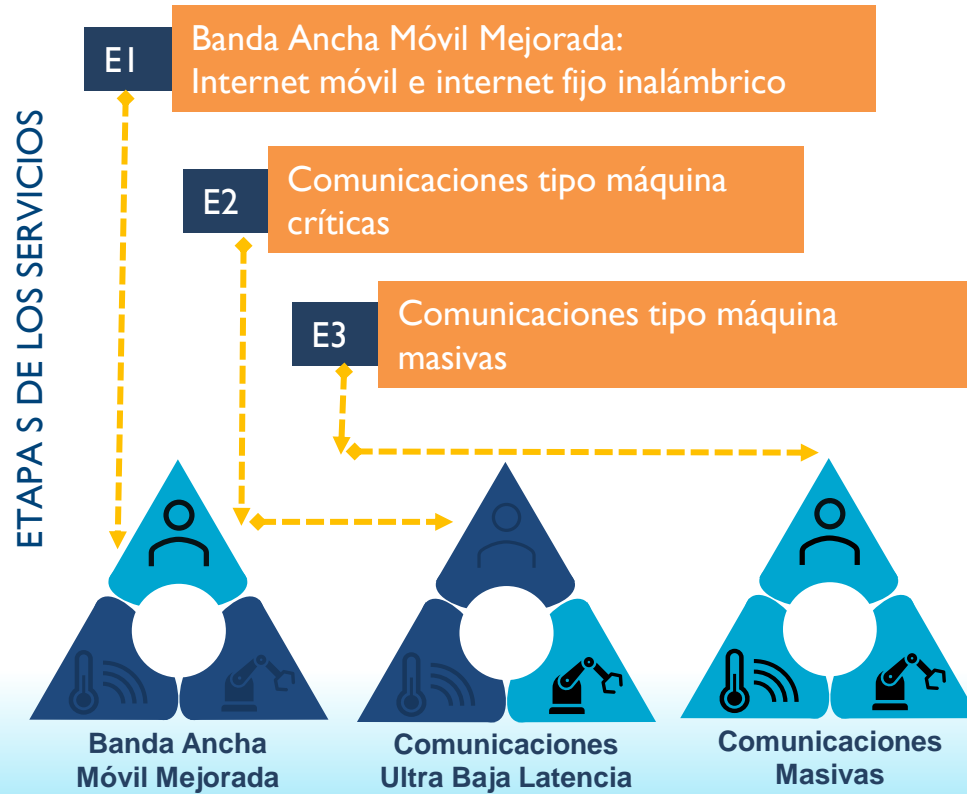 ETAPA S DE LOS SERVICIOS
E1
Banda Ancha Móvil Mejorada:
Internet móvil e internet fijo inalámbrico
E2
Comunicaciones tipo máquina
críticas
E3
Comunicaciones tipo máquina
masivas
Banda Ancha
Móvil Mejorada
Comunicaciones
Ultra Baja Latencia
Comunicaciones
Masivas